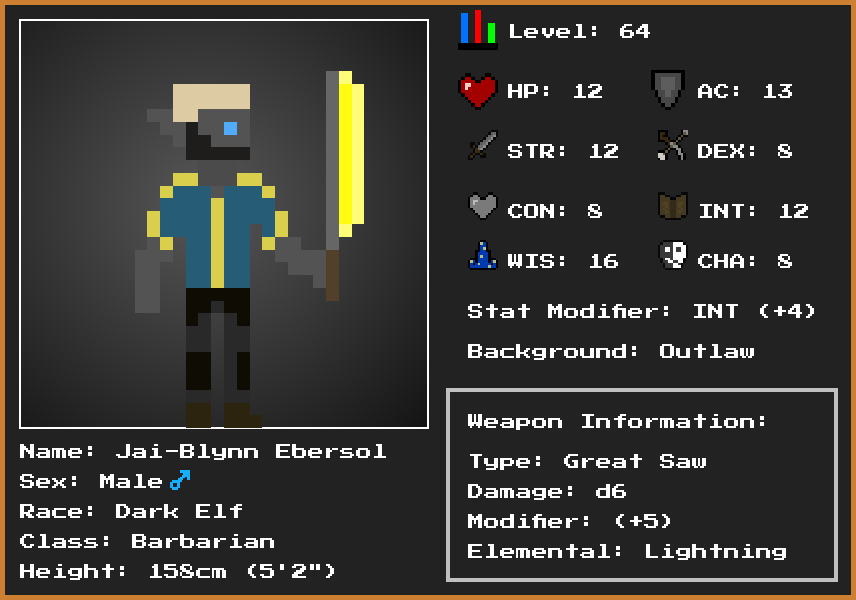 Level: 64
HP: 12
AC: 13
STR: 12
DEX: 8
CON: 8
INT: 12
WIS: 16
CHA: 8
Stat Modifier: INT (+4)
Background: Outlaw
Weapon Information:
Type: Great Saw
Damage: d6
Modifier: (+5)
Elemental: Lightning
Name: Jai-Blynn Ebersol
Sex: Male ♂
Race: Dark Elf
Class: Barbarian
Height: 158cm (5'2")